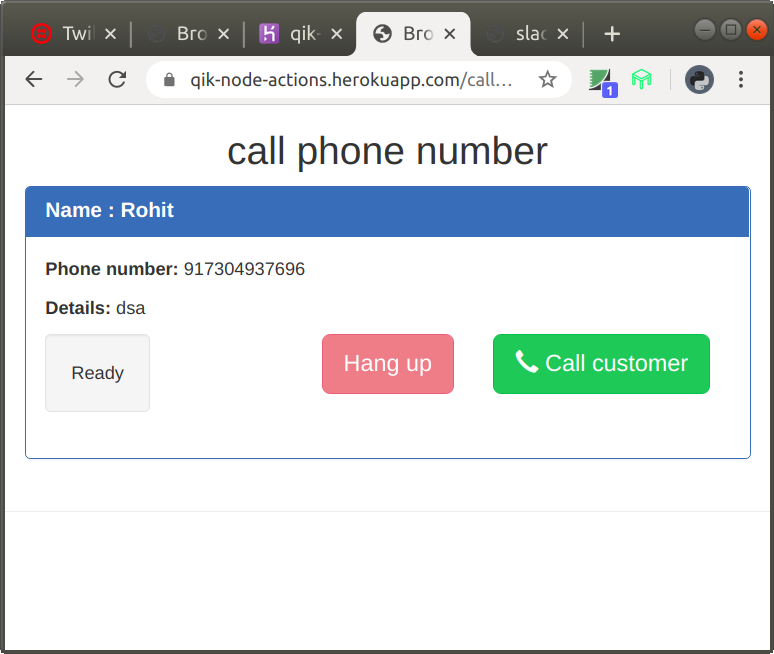 Twi
Bro
qik-
Bro
slac
qik-node-actions.herokuapp.com/call...
1
call phone number
Name : Rohit
Phone number: 917304937696
Details: dsa
Ready
Hang up
Call customer